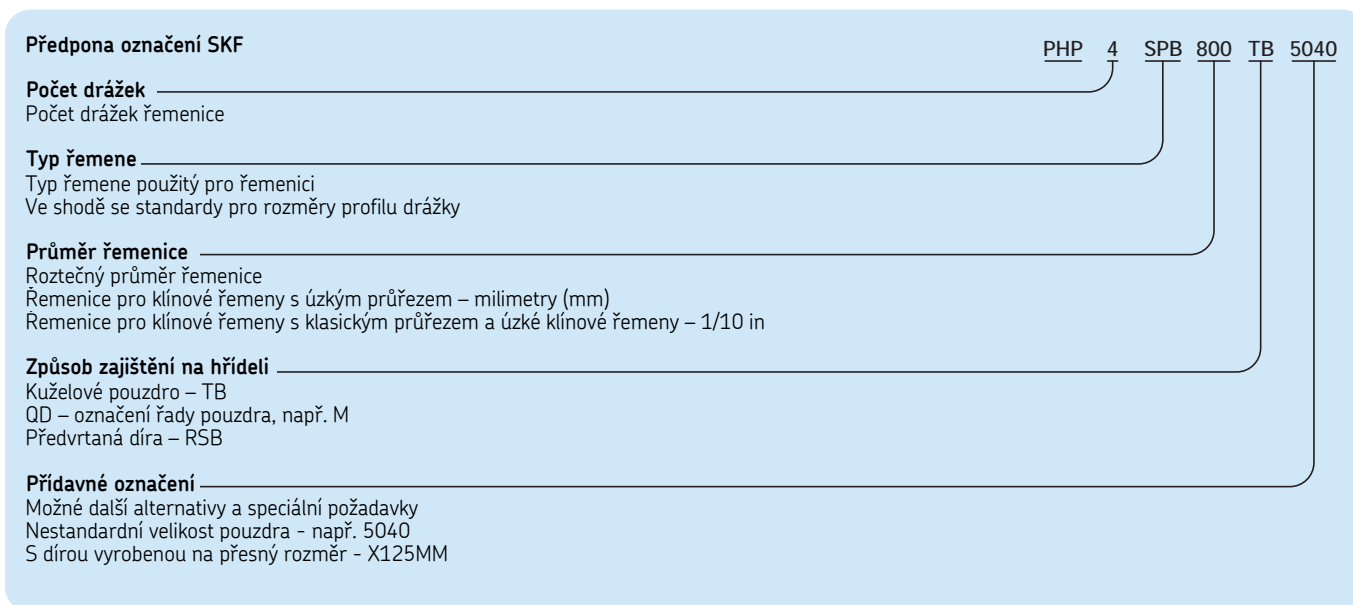 Předpona označení SKF PHP 4 SPB 800 TB 5040
Počet drážek
Počet drážek řemenice
Typ řemene
Typ řemene použitý pro řemenici
Ve shodě se standardy pro rozměry profilu drážky
Průměr řemenice
Roztečný průměr řemenice
Řemenice pro klínové řemeny s úzkým průřezem – milimetry (mm)
Řemenice pro klínové řemeny s klasickým průřezem a úzké klínové řemeny – 1/10 in
Způsob zajištění na hřídeli
Kuželové pouzdro – TB
QD – označení řady pouzdra, např. M
Předvrtaná díra – RSB
Přídavné označení
Možné další alternativy a speciální požadavky
Nestandardní velikost pouzdra - např. 5040
S dírou vyrobenou na přesný rozměr - X125MM